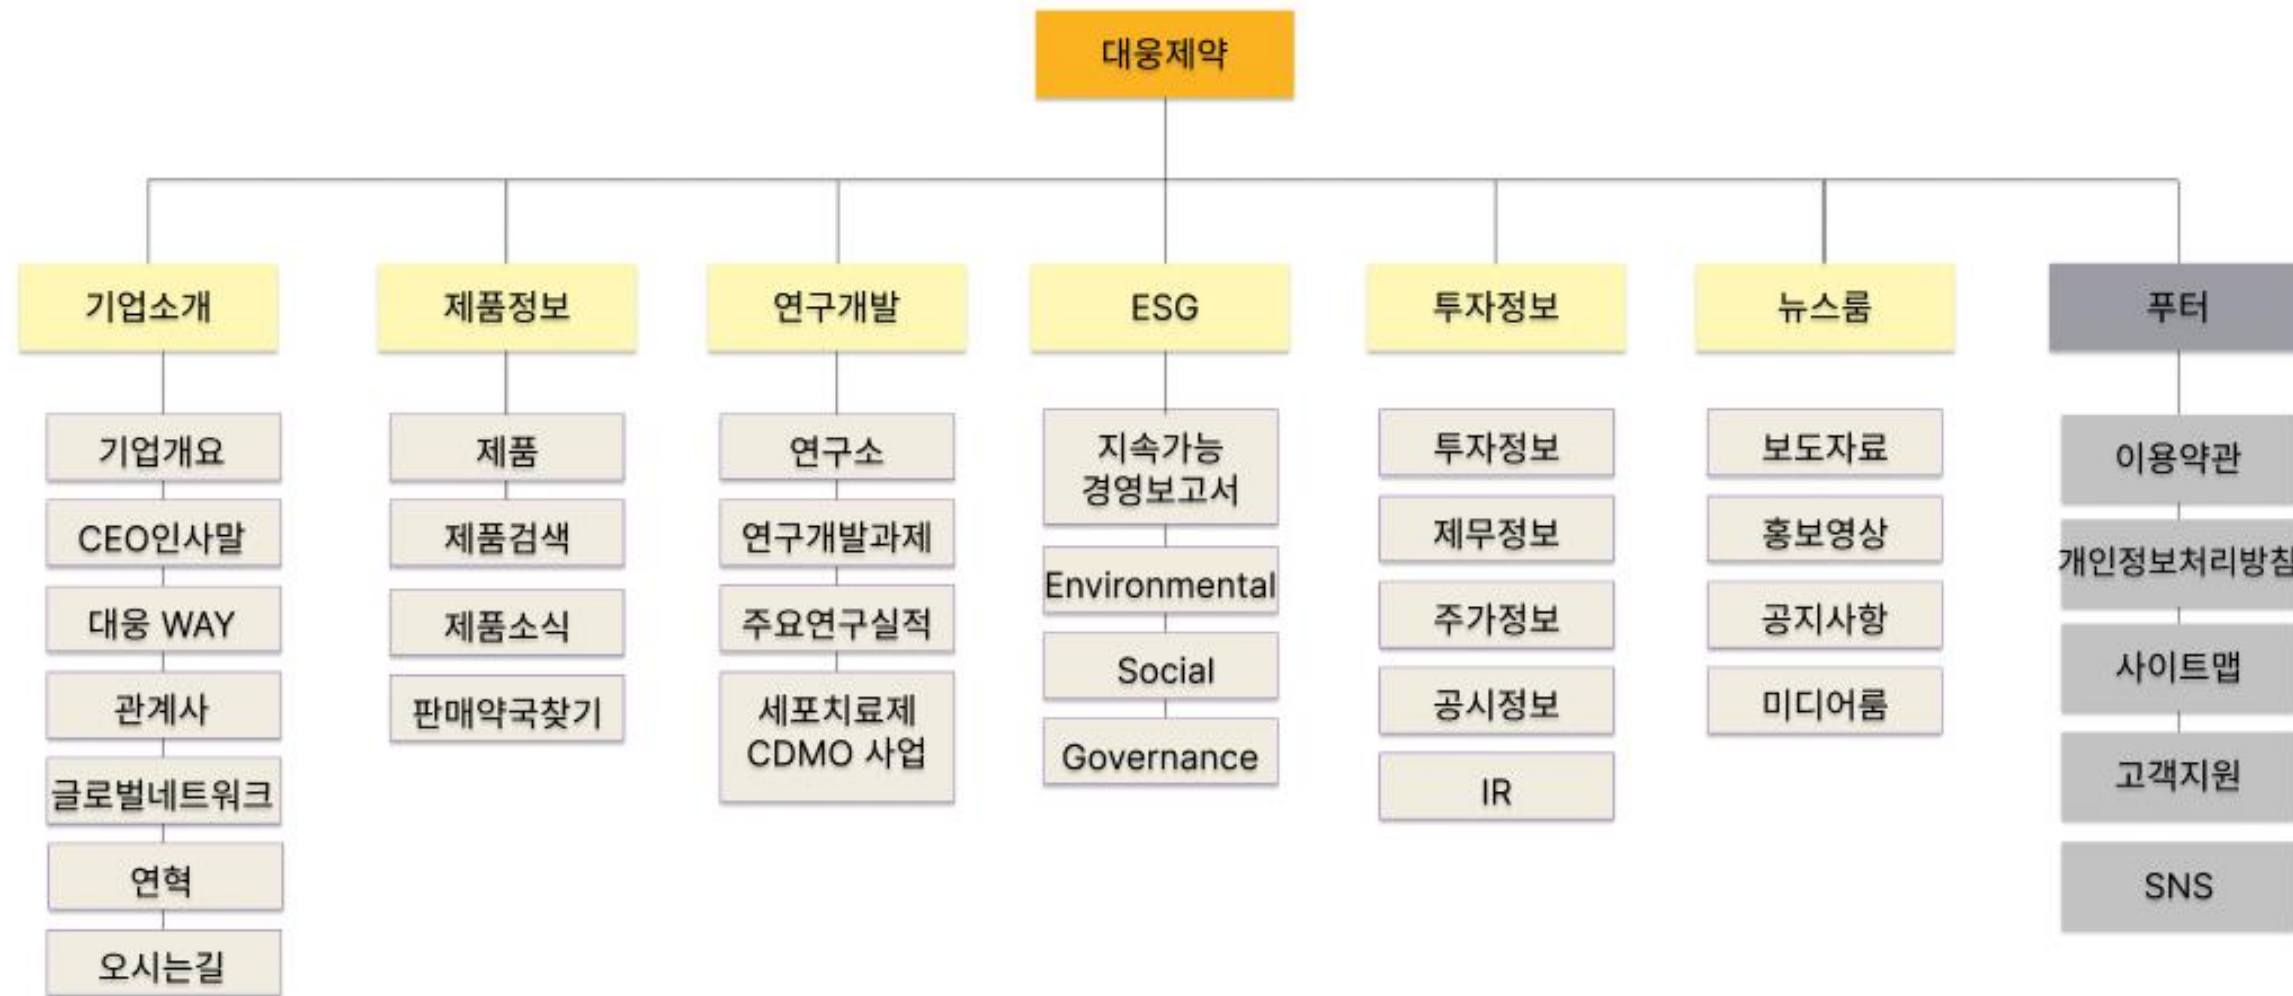 대웅제약
기업소개
제품정보
연구개발
ESG
투자정보
뉴스룸
푸터
기업개요
CEO인사말
대웅 WAY
관계사
글로벌네트워크
연혁
오시는길
제품
제품검색
제품소식
판매약국찾기
연구소
연구개발과제
주요연구실적
세포치료제
CDMO 사업
지속가능
경영보고서
Environmental
Social
Governance
투자정보
제무정보
주가정보
공시정보
IR
보도자료
홍보영상
공지사항
미디어룸
이용약관
개인정보처리방침
사이트맵
고객지원
SNS